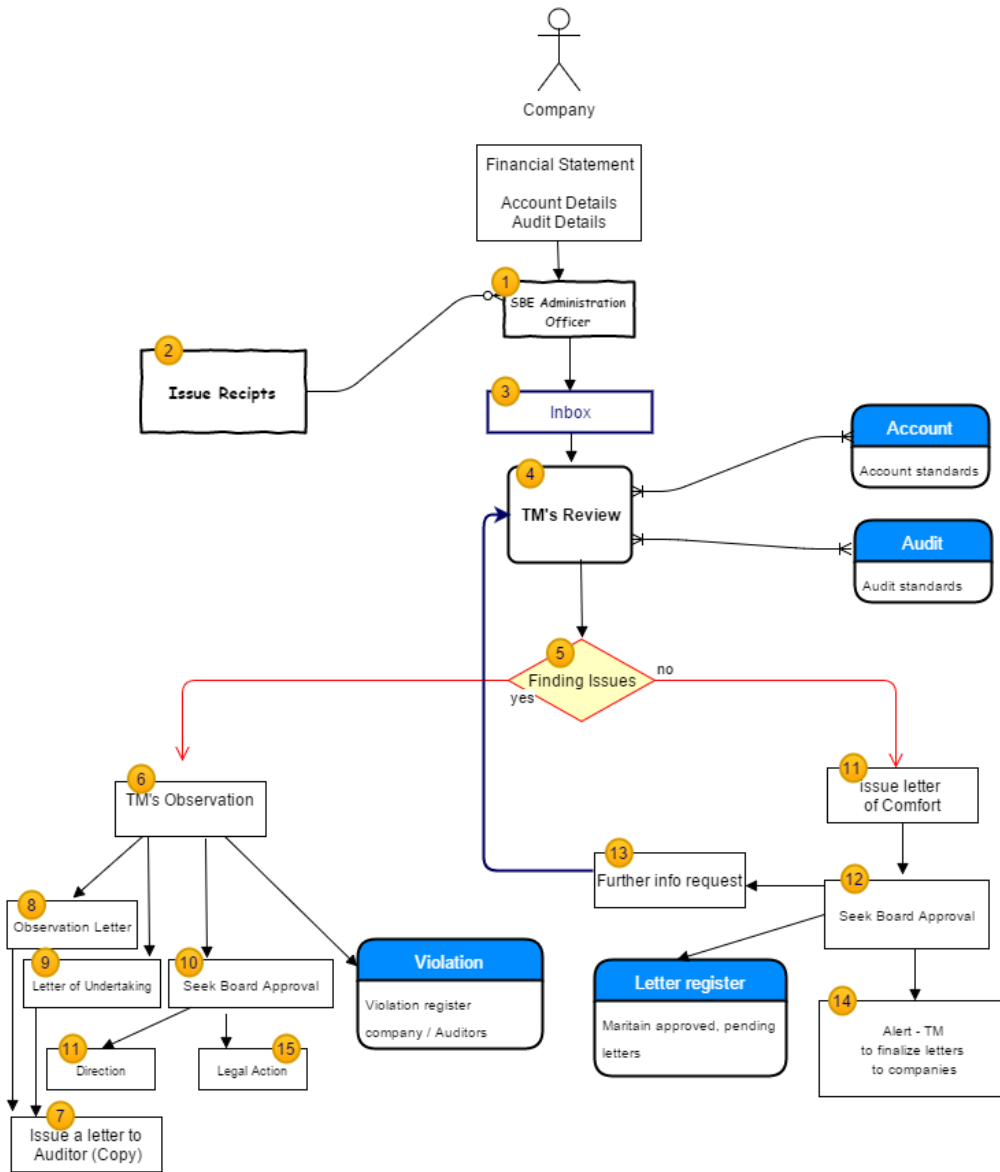 Company
Financial Statement
Account Details
Audit Details
1
SBE Administration
Officer
2
Issue Recipts
3
Inbox
Account
Account standards
4
TM's Review
Audit
Audit standards
5
Finding Issues
yes
no
6
TM's Observation
11
Issue letter
of Comfort
13
Further info request
12
Seek Board Approval
8
Observation Letter
9
Letter of Undertaking
10
Seek Board Approval
Violation
Violation register
company / Auditors
Letter register
Maritain approved, pending
letters
14
Alert - TM
to finalize letters
to companies
11
Direction
15
Legal Action
7
Issue a letter to
Auditor (Copy)